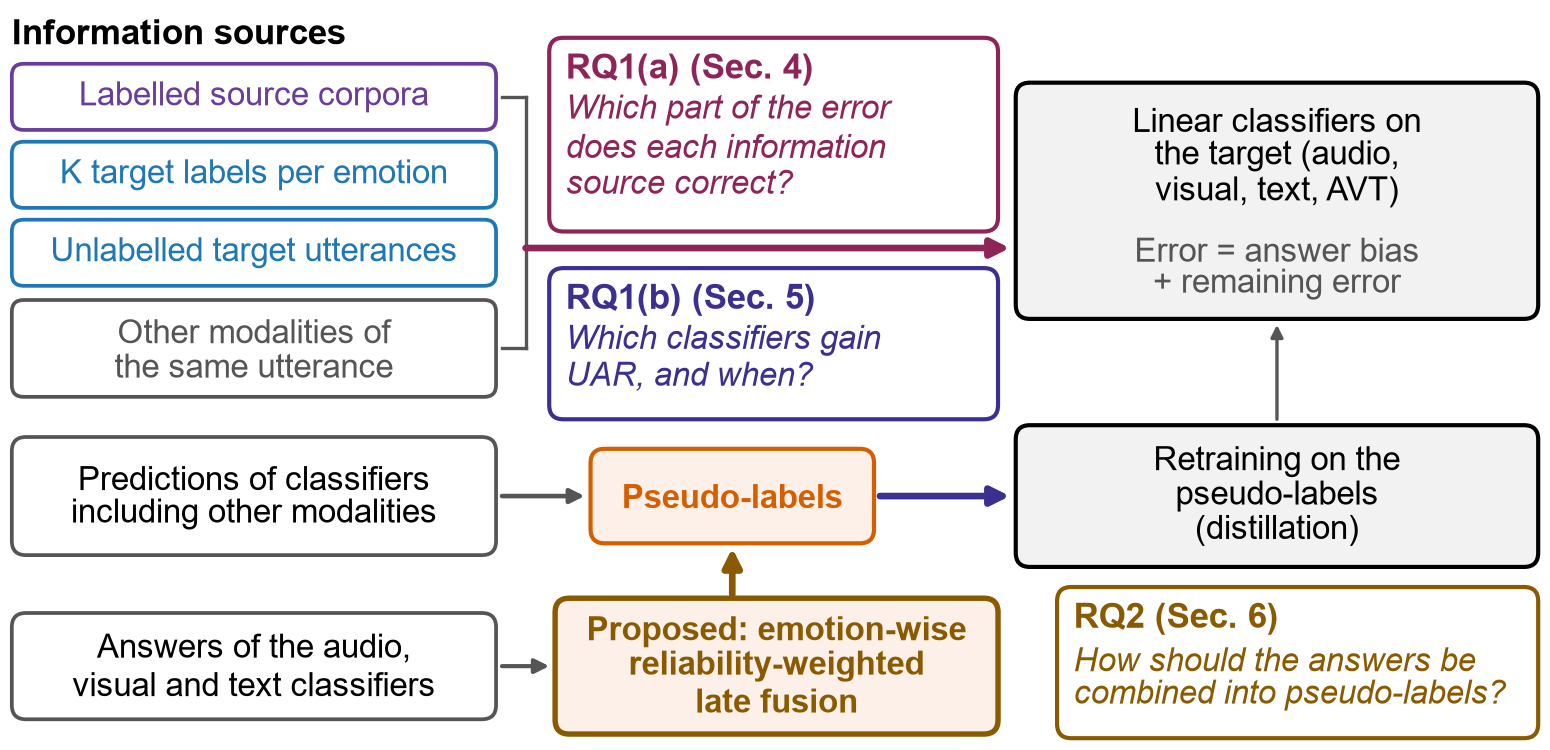 Information sources
Labelled source corpora
K target labels per emotion
Unlabelled target utterances
Other modalities of
the same utterance
RQ1(a) (Sec. 4)
Which part of the error
does each information
source correct?
RQ1(b) (Sec. 5)
Which classifiers gain
UAR, and when?
Linear classifiers on
the target (audio,
visual, text, AVT)
Error = answer bias
+ remaining error
Predictions of classifiers
including other modalities
Pseudo-labels
Retraining on the
pseudo-labels
(distillation)
Answers of the audio,
visual and text classifiers
Proposed: emotion-wise
reliability-weighted
late fusion
RQ2 (Sec. 6)
How should the answers be
combined into pseudo-labels?